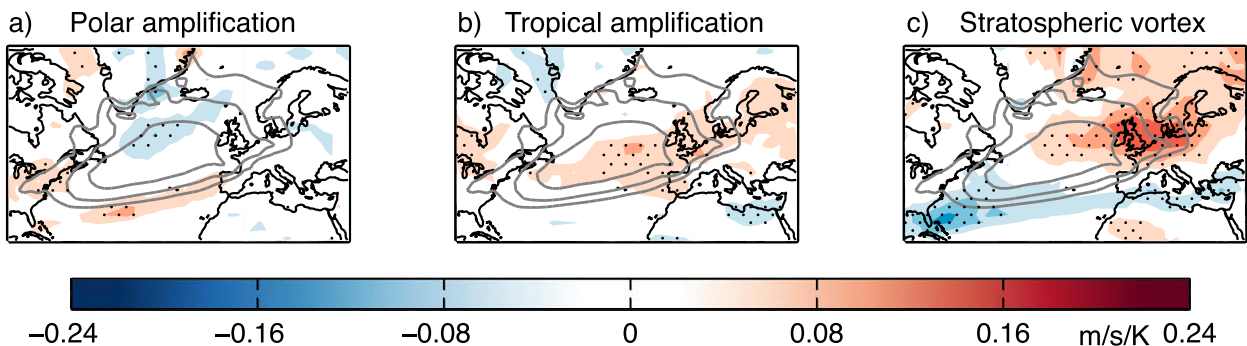 a) Polar amplification
b) Tropical amplification
c) Stratospheric vortex
−0.24 −0.16 −0.08 0 0.08 0.16 m/s/K 0.24